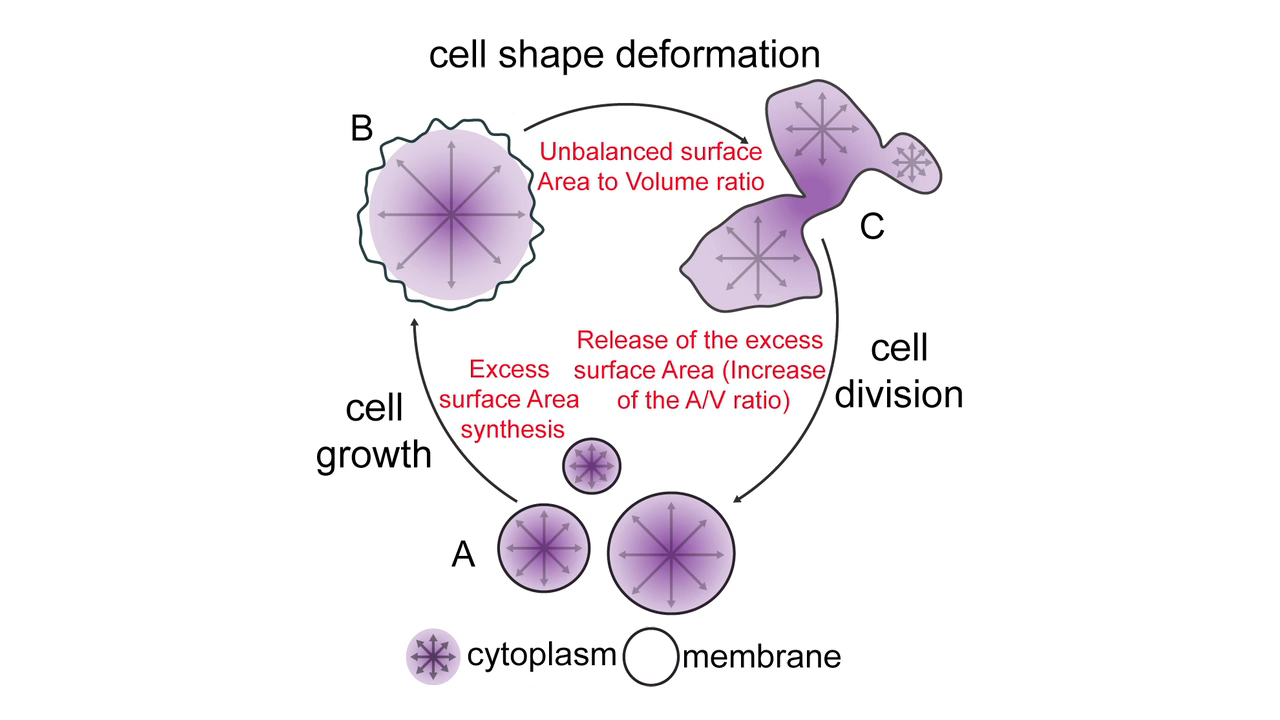 cell shape deformation
B
Unbalanced surface
Area to Volume ratio
C
Release of the excess
surface Area (Increase
of the A/V ratio)
cell
division
Excess
surface Area
synthesis
cell
growth
A
cytoplasm
membrane